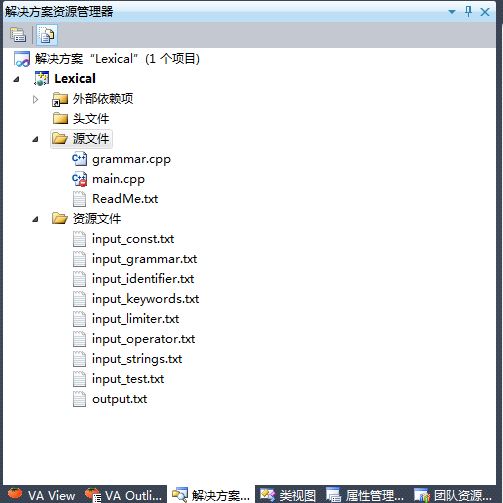 解决方案资源管理器
解决方案“Lexical”(1 个项目)
Lexical
外部依赖项
头文件
源文件
grammar.cpp
main.cpp
ReadMe.txt
资源文件
input_const.txt
input_grammar.txt
input_identifier.txt
input_keywords.txt
input_limiter.txt
input_operator.txt
input_strings.txt
input_test.txt
output.txt
VA View VA Outli... 解决方案... 类视图 属性管理... 团队资源...